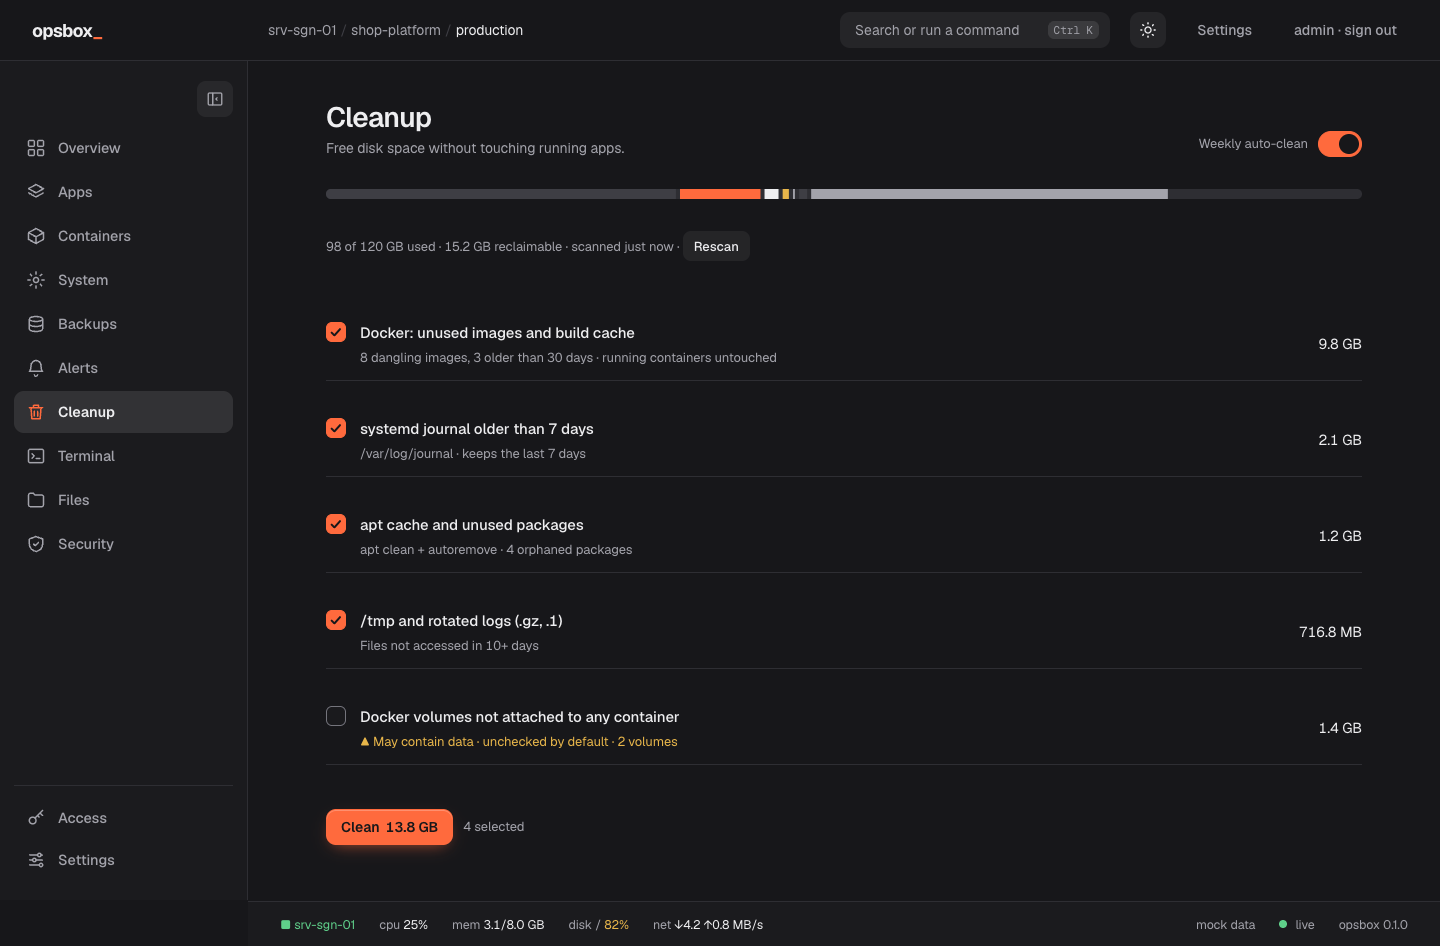 opsbox_
srv-sgn-01 / shop-platform / production
Search or run a command Ctrl K
Settings
admin · sign out
Overview
Apps
Containers
System
Backups
Alerts
Cleanup
Terminal
Files
Security
Access
Settings
Cleanup
Free disk space without touching running apps.
Weekly auto-clean
98 of 120 GB used · 15.2 GB reclaimable · scanned just now · Rescan
Docker: unused images and build cache
8 dangling images, 3 older than 30 days · running containers untouched
9.8 GB
systemd journal older than 7 days
/var/log/journal · keeps the last 7 days
2.1 GB
apt cache and unused packages
apt clean + autoremove · 4 orphaned packages
1.2 GB
/tmp and rotated logs (.gz, .1)
Files not accessed in 10+ days
716.8 MB
Docker volumes not attached to any container
▲ May contain data · unchecked by default · 2 volumes
1.4 GB
Clean 13.8 GB
4 selected
srv-sgn-01 cpu 25% mem 3.1/8.0 GB disk / 82% net ↓4.2 ↑0.8 MB/s
mock data live opsbox 0.1.0